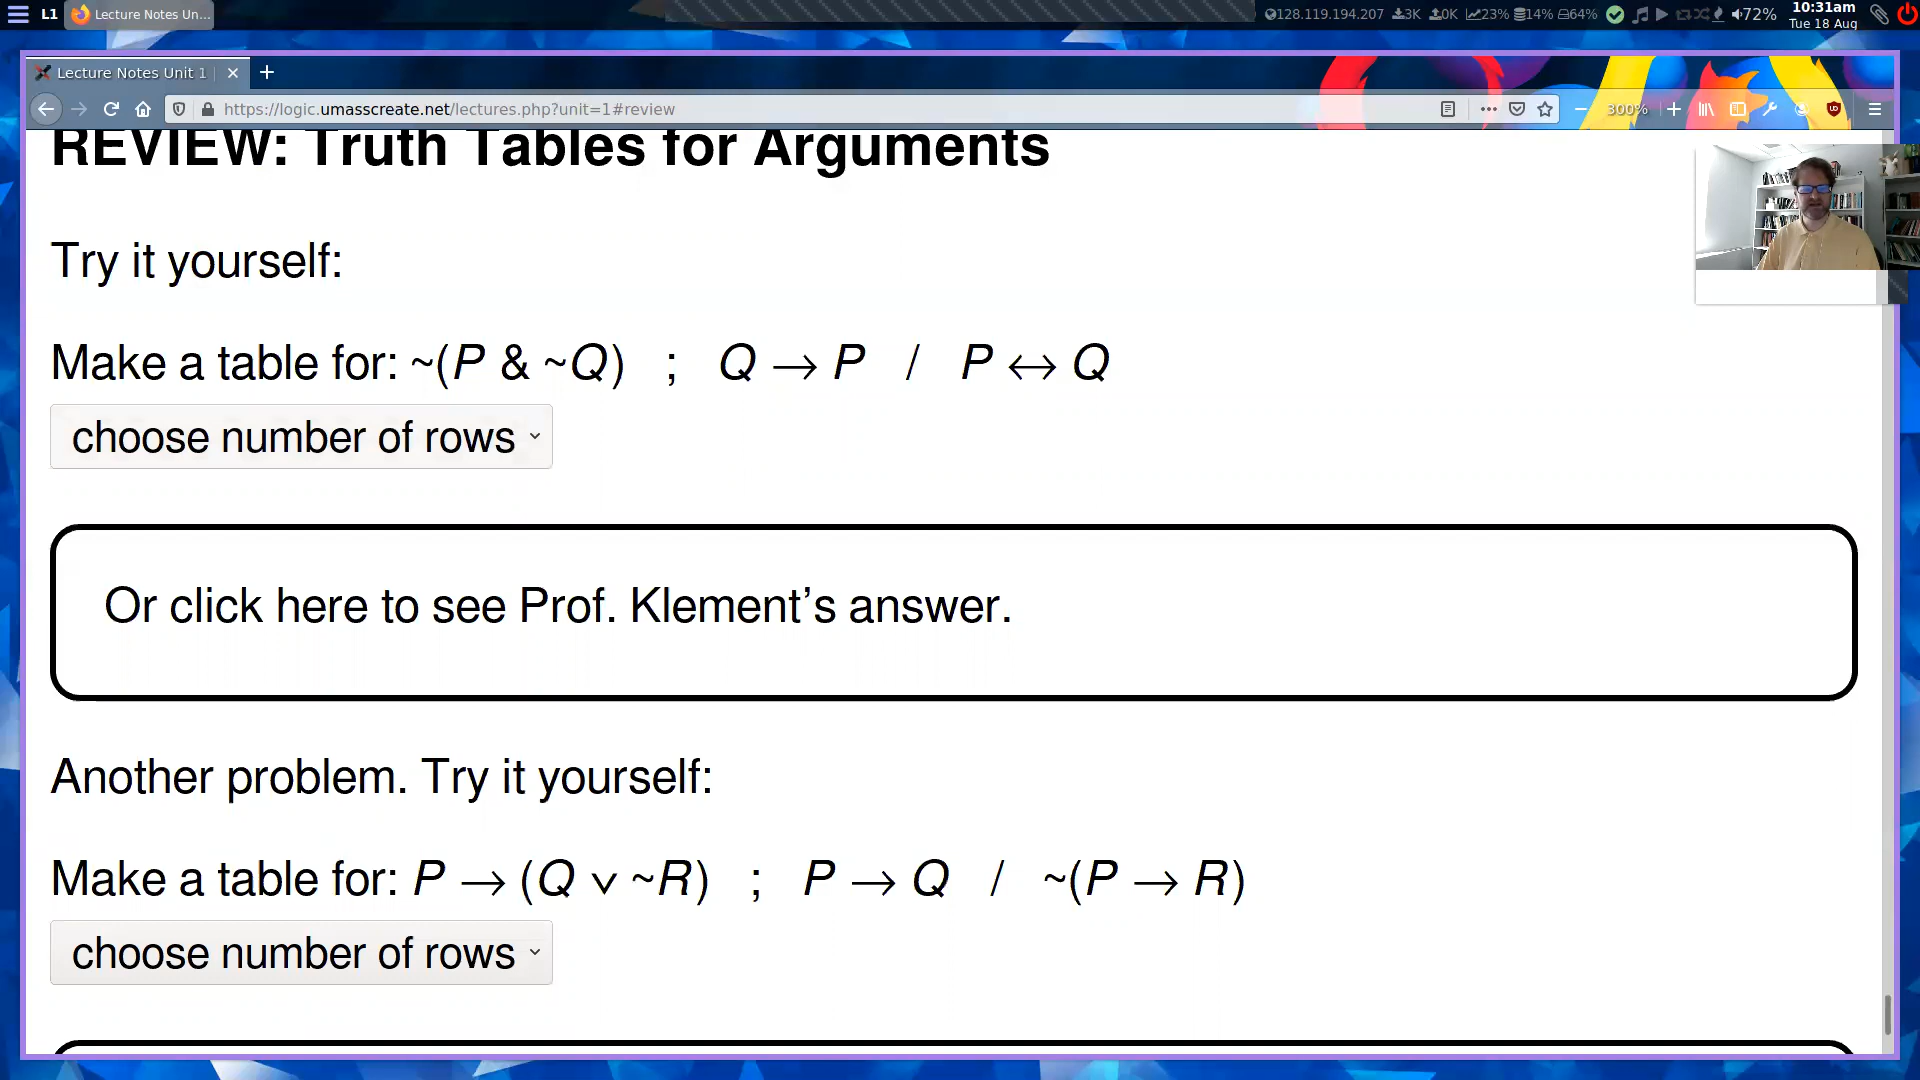 L1 Lecture Notes Un... 128.119.194.207 3K 0K 23% 14% 64% 72% 10:31am
Tue 18 Aug
Lecture Notes Unit 1
https://logic.umasscreate.net/lectures.php?unit=1#review 300%
REVIEW: Truth Tables for Arguments
Try it yourself:
Make a table for: ~(P & ~Q) ; Q → P / P ↔ Q
choose number of rows
Or click here to see Prof. Klement’s answer.
Another problem. Try it yourself:
Make a table for: P → (Q ∨ ~R) ; P → Q / ~(P → R)
choose number of rows